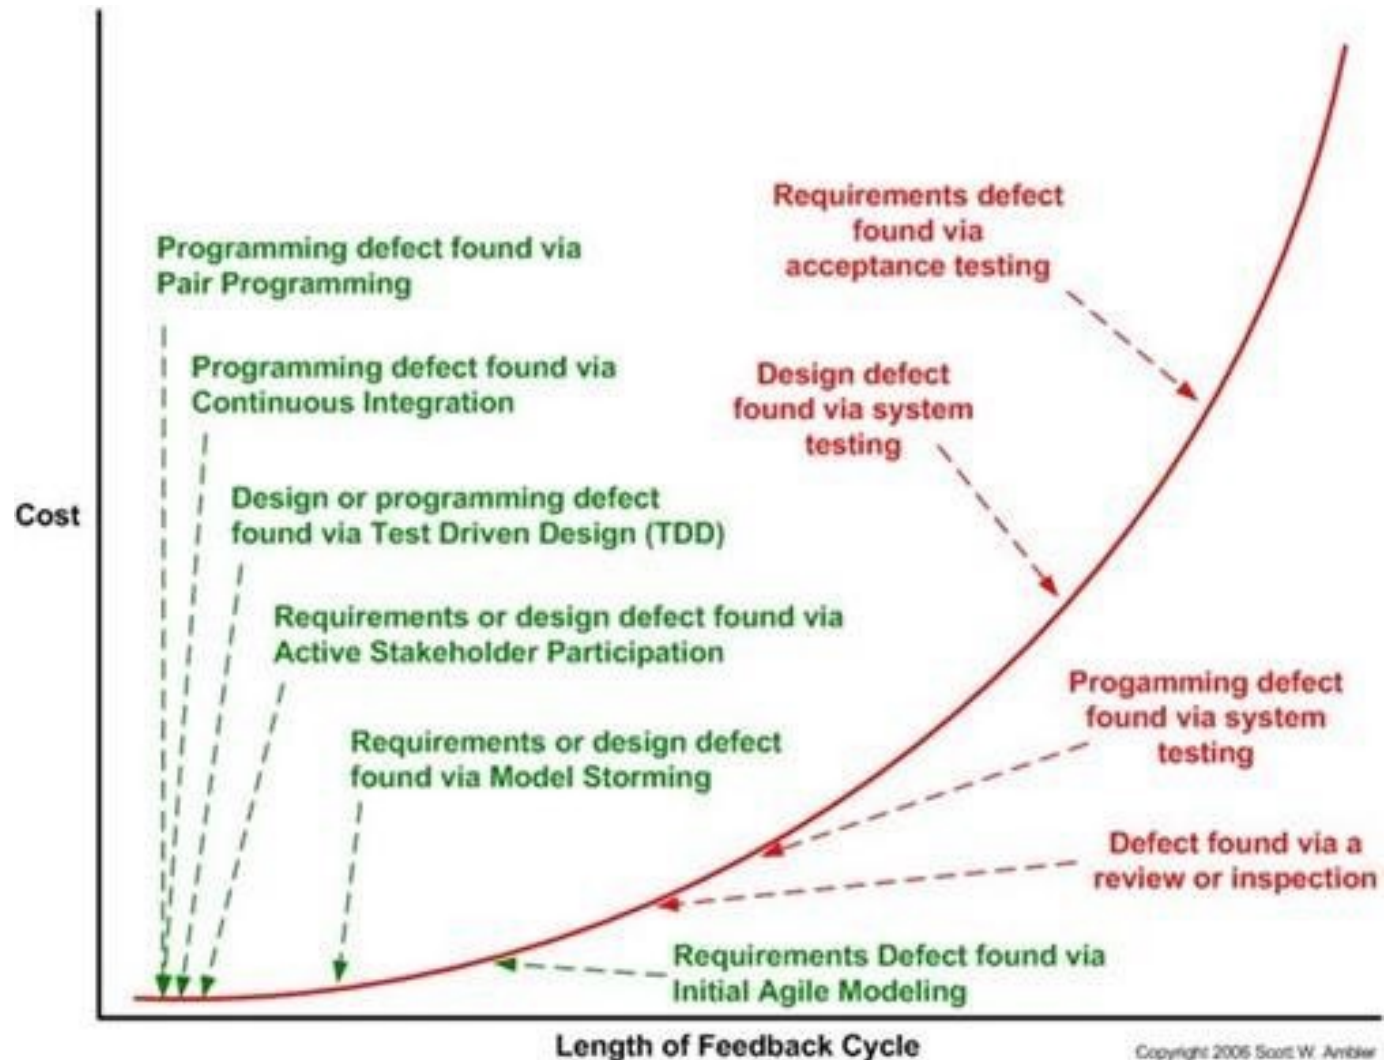 Programming defect found via
Pair Programming
Programming defect found via
Continuous Integration
Design or programming defect
found via Test Driven Design (TDD)
Requirements or design defect found via
Active Stakeholder Participation
Requirements or design defect
found via Model Storming
Requirements Defect found via
Initial Agile Modeling
Requirements defect
found via
acceptance testing
Design defect
found via system
testing
Progamming defect
found via system
testing
Defect found via a
review or inspection
Cost
Length of Feedback Cycle
Copyright 2006 Scott W. Ambler